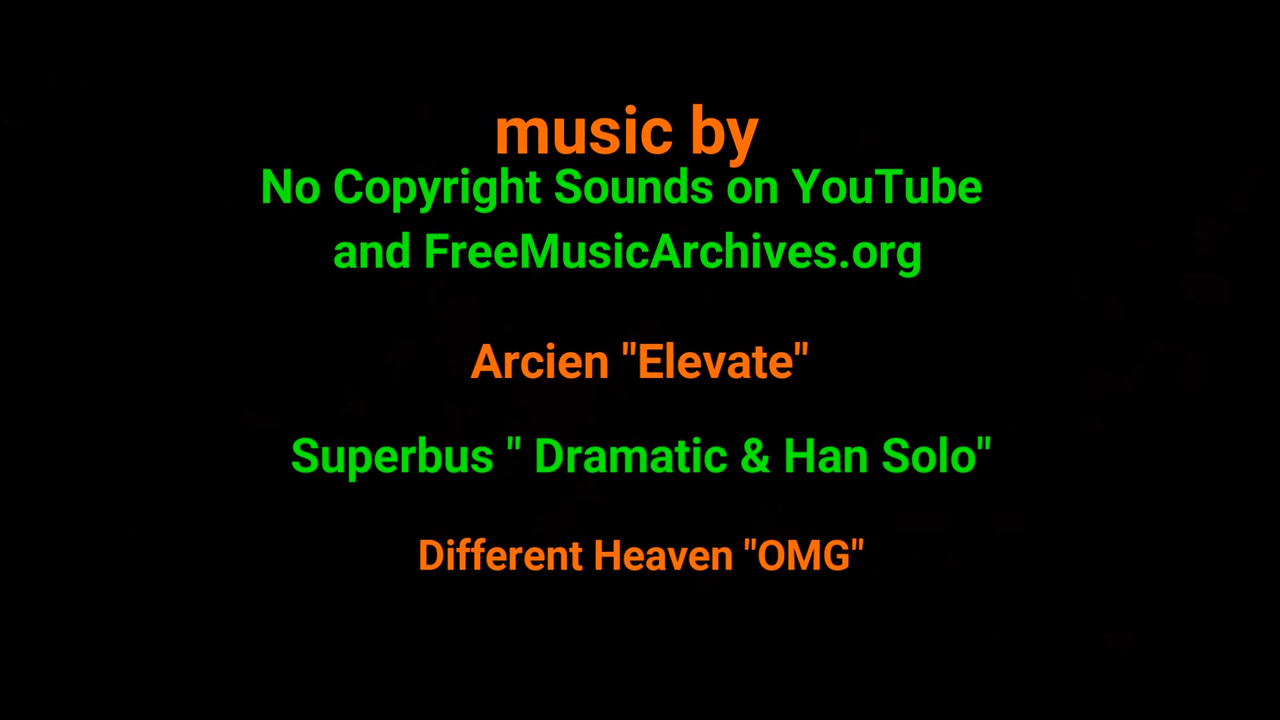 music by
No Copyright Sounds on YouTube
and FreeMusicArchives.org
Arcien "Elevate"
Superbus " Dramatic & Han Solo"
Different Heaven "OMG"